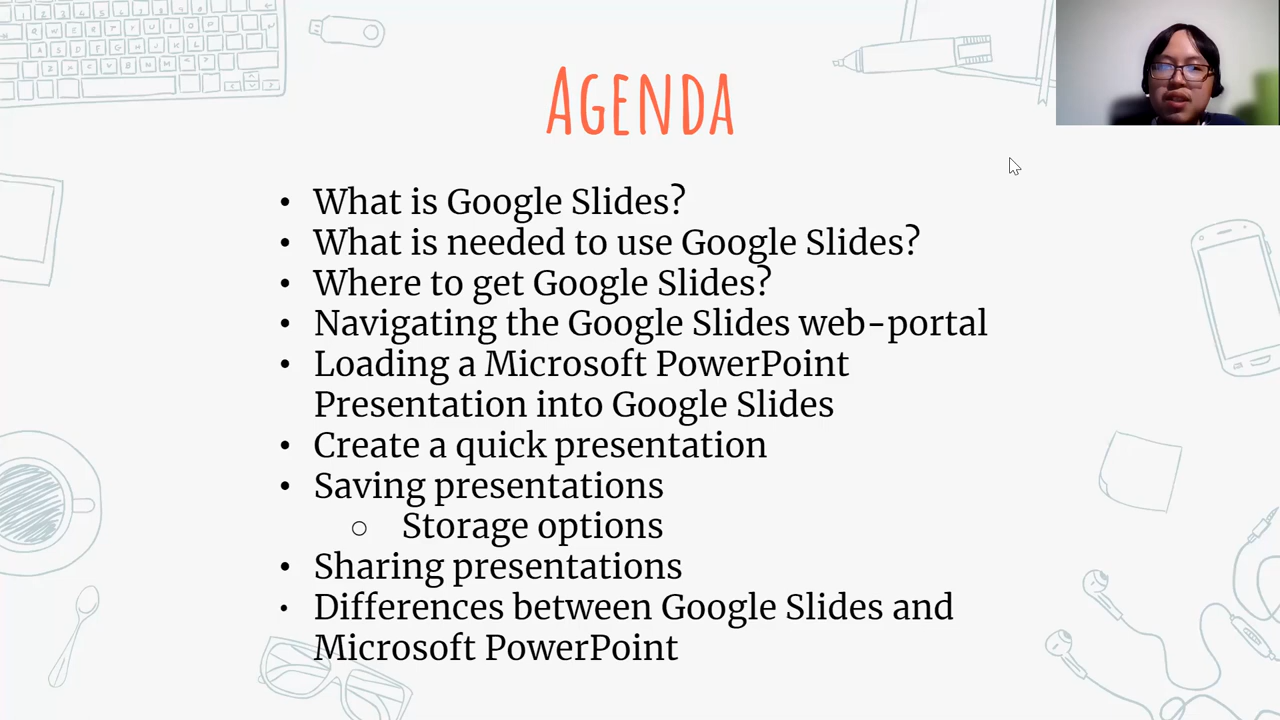 AGENDA
• What is Google Slides?
• What is needed to use Google Slides?
• Where to get Google Slides?
• Navigating the Google Slides web-portal
• Loading a Microsoft PowerPoint
Presentation into Google Slides
• Create a quick presentation
• Saving presentations
○ Storage options
• Sharing presentations
• Differences between Google Slides and
Microsoft PowerPoint